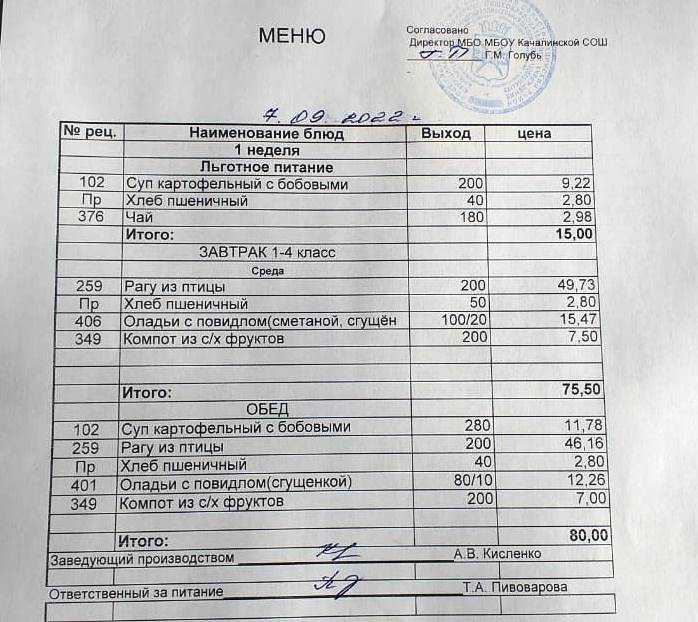 МЕНЮ
Согласовано
Директор МБО МБОУ Качалинской СОШ
Г.М. Голубь
7. 09. 2022 г
№ рец. Наименование блюд Выход цена
1 неделя
Льготное питание
102 Суп картофельный с бобовыми 200 9,22
Пр Хлеб пшеничный 40 2,80
376 Чай 180 2,98
Итого: 15,00
ЗАВТРАК 1-4 класс
Среда
259 Рагу из птицы 200 49,73
Пр Хлеб пшеничный 50 2,80
406 Оладьи с повидлом(сметаной, сгущён 100/20 15,47
349 Компот из с/х фруктов 200 7,50
Итого: 75,50
ОБЕД
102 Суп картофельный с бобовыми 280 11,78
259 Рагу из птицы 200 46,16
Пр Хлеб пшеничный 40 2,80
401 Оладьи с повидлом(сгущенкой) 80/10 12,26
349 Компот из с/х фруктов 200 7,00
Итого: 80,00
Заведующий производством А.В. Кисленко
Ответственный за питание Т.А. Пивоварова